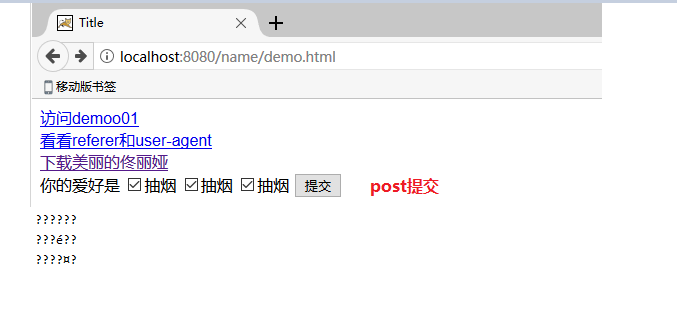 Title
localhost:8080/name/demo.html
移动版书签
访问demoo01
看看referer和user-agent
下载美丽的佟丽娅
你的爱好是 抽烟 抽烟 抽烟 提交 post提交
??????
???é??
????¤?